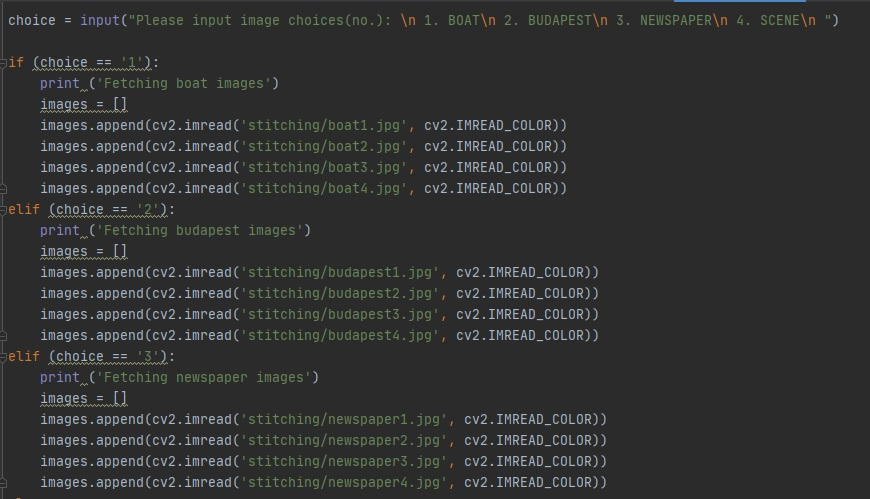 choice = input("Please input image choices(no.): \n 1. BOAT\n 2. BUDAPEST\n 3. NEWSPAPER\n 4. SCENE\n ")
if (choice == '1'):
    print ('Fetching boat images')
    images = []
    images.append(cv2.imread('stitching/boat1.jpg', cv2.IMREAD_COLOR))
    images.append(cv2.imread('stitching/boat2.jpg', cv2.IMREAD_COLOR))
    images.append(cv2.imread('stitching/boat3.jpg', cv2.IMREAD_COLOR))
    images.append(cv2.imread('stitching/boat4.jpg', cv2.IMREAD_COLOR))
elif (choice == '2'):
    print ('Fetching budapest images')
    images = []
    images.append(cv2.imread('stitching/budapest1.jpg', cv2.IMREAD_COLOR))
    images.append(cv2.imread('stitching/budapest2.jpg', cv2.IMREAD_COLOR))
    images.append(cv2.imread('stitching/budapest3.jpg', cv2.IMREAD_COLOR))
    images.append(cv2.imread('stitching/budapest4.jpg', cv2.IMREAD_COLOR))
elif (choice == '3'):
    print ('Fetching newspaper images')
    images = []
    images.append(cv2.imread('stitching/newspaper1.jpg', cv2.IMREAD_COLOR))
    images.append(cv2.imread('stitching/newspaper2.jpg', cv2.IMREAD_COLOR))
    images.append(cv2.imread('stitching/newspaper3.jpg', cv2.IMREAD_COLOR))
    images.append(cv2.imread('stitching/newspaper4.jpg', cv2.IMREAD_COLOR))